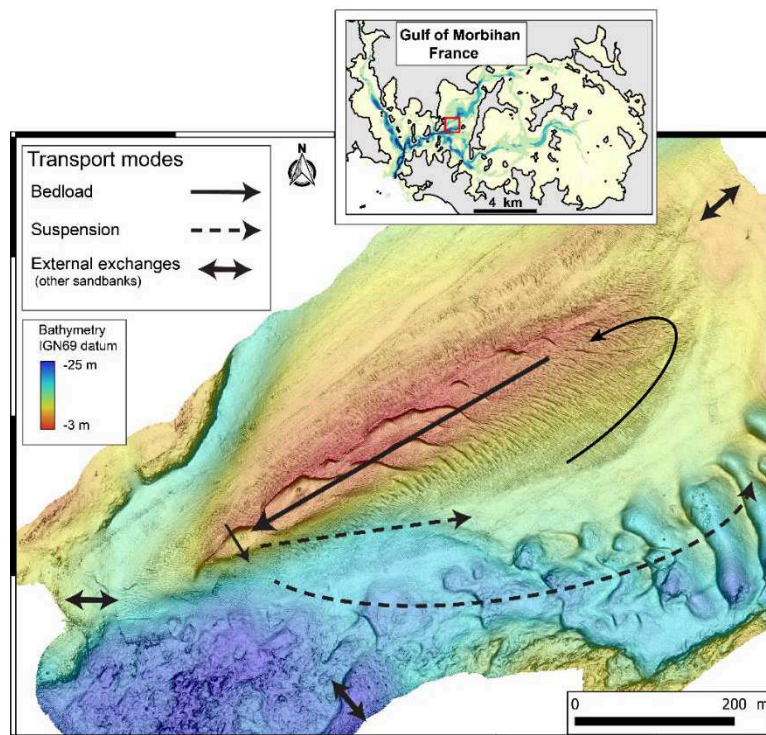 Gulf of Morbihan
France
4 km
N
Transport modes
Bedload
Suspension
External exchanges
(other sandbanks)
Bathymetry
IGN69 datum
-25 m
-3 m
0 200 m